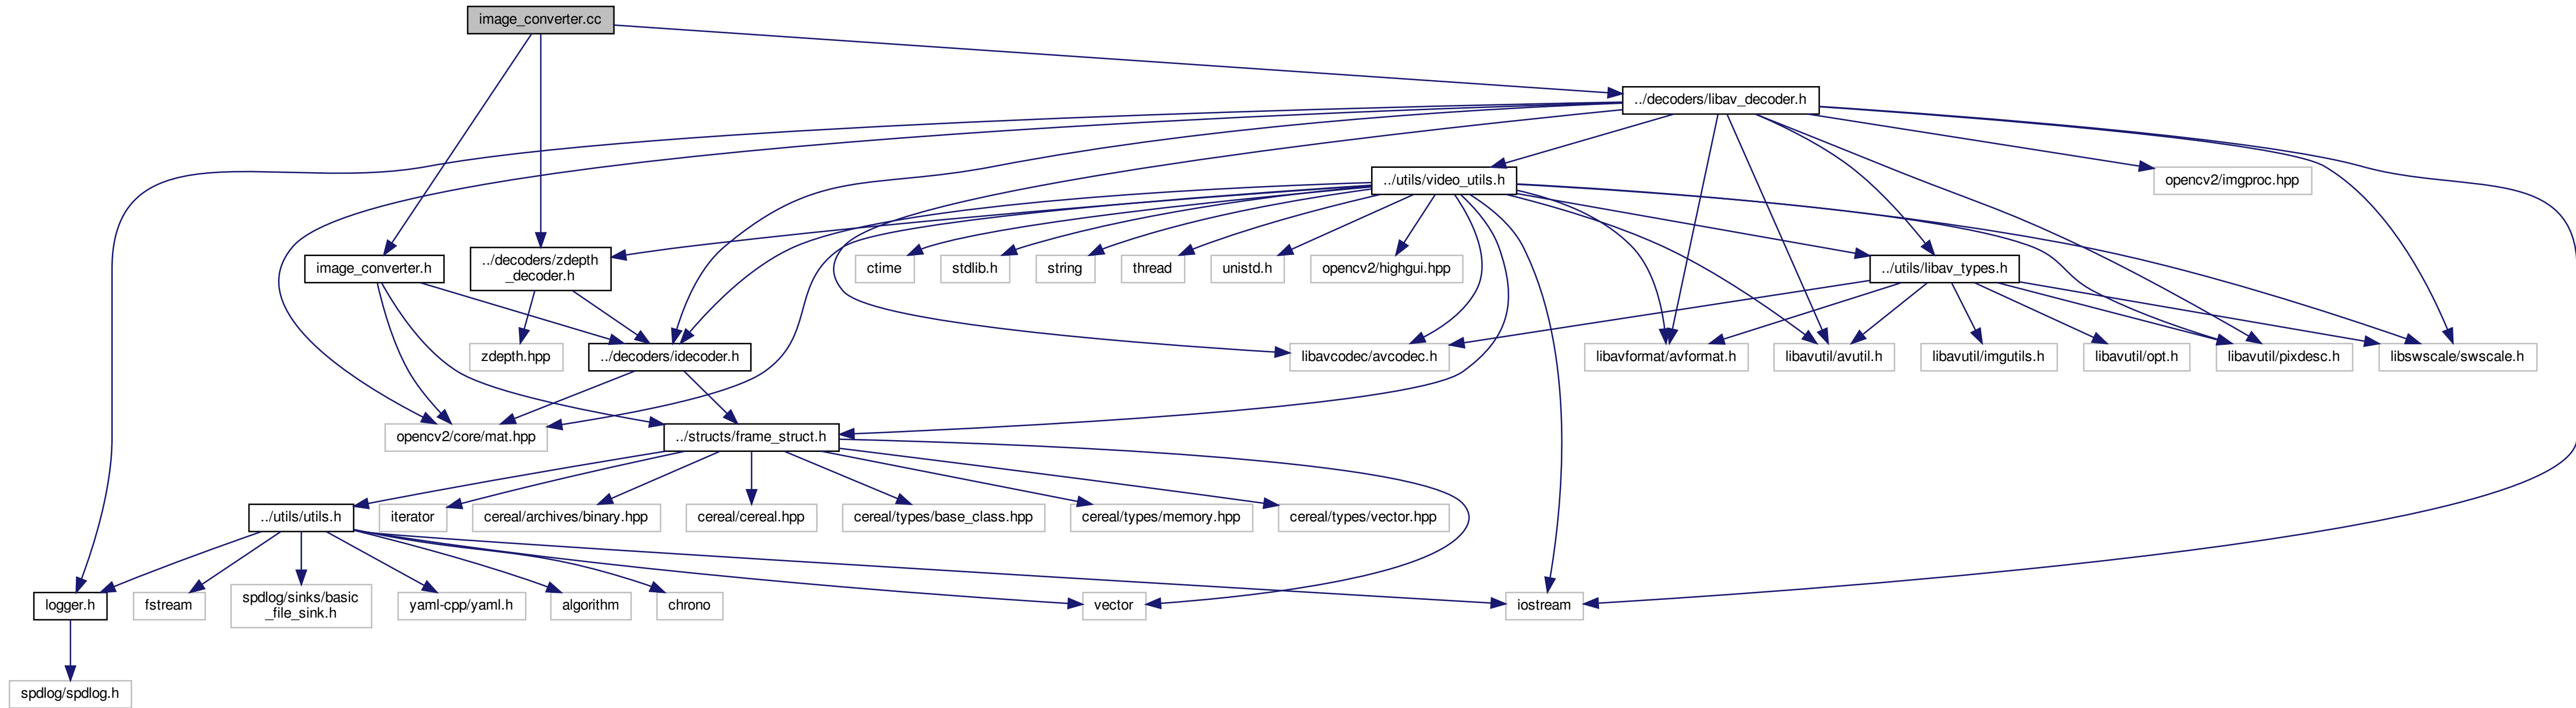 image_converter.cc
../decoders/libav_decoder.h
../utils/video_utils.h
opencv2/imgproc.hpp
image_converter.h
../decoders/zdepth
_decoder.h
ctime
stdlib.h
string
thread
unistd.h
opencv2/highgui.hpp
../utils/libav_types.h
zdepth.hpp
../decoders/idecoder.h
libavcodec/avcodec.h
libavformat/avformat.h
libavutil/avutil.h
libavutil/imgutils.h
libavutil/opt.h
libavutil/pixdesc.h
libswscale/swscale.h
opencv2/core/mat.hpp
../structs/frame_struct.h
../utils/utils.h
iterator
cereal/archives/binary.hpp
cereal/cereal.hpp
cereal/types/base_class.hpp
cereal/types/memory.hpp
cereal/types/vector.hpp
logger.h
fstream
spdlog/sinks/basic
_file_sink.h
yaml-cpp/yaml.h
algorithm
chrono
vector
iostream
spdlog/spdlog.h